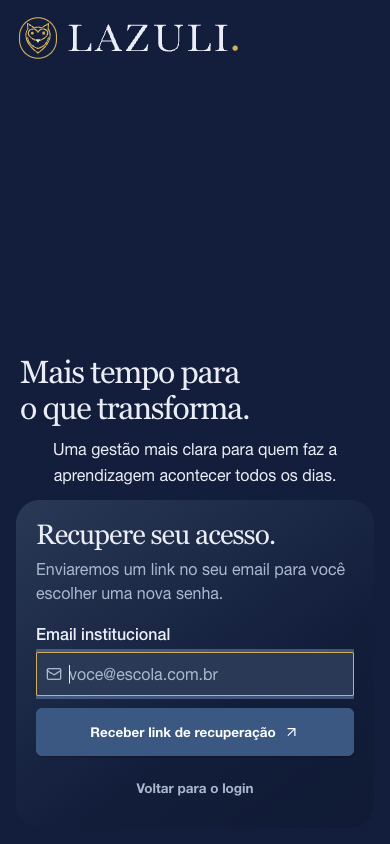 LAZULI.
Mais tempo para
o que transforma.
Uma gestão mais clara para quem faz a
aprendizagem acontecer todos os dias.
Recupere seu acesso.
Enviaremos um link no seu email para você
escolher uma nova senha.
Email institucional
voce@escola.com.br
Receber link de recuperação
Voltar para o login